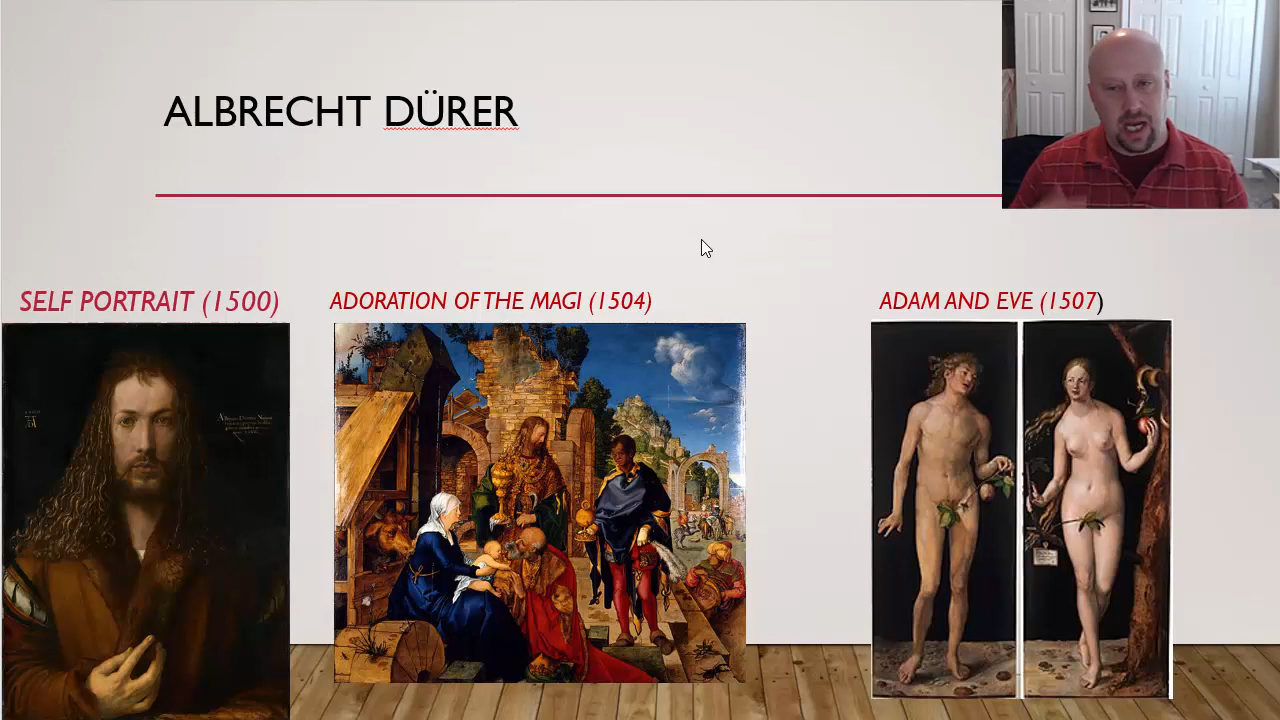 ALBRECHT DÜRER
SELF PORTRAIT (1500)
ADORATION OF THE MAGI (1504)
ADAM AND EVE (1507)